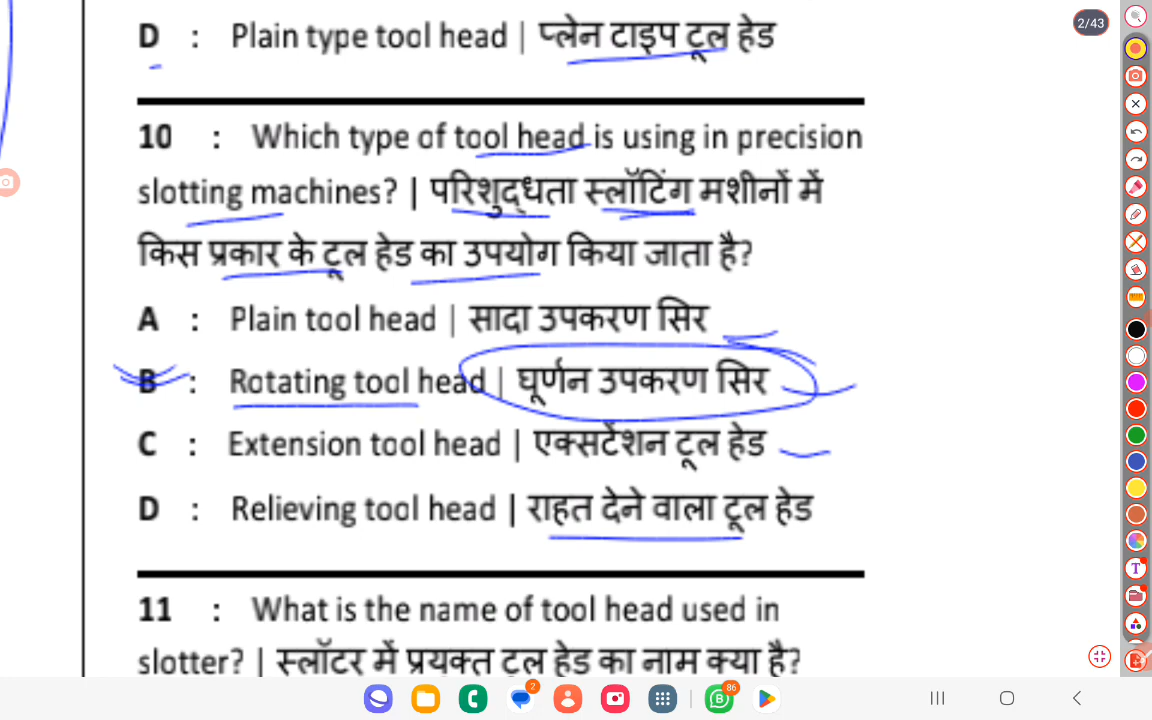 2/43
D : Plain type tool head | प्लेन टाइप टूल हेड
10 : Which type of tool head is using in precision
slotting machines? | परिशुद्धता स्लॉटिंग मशीनों में
किस प्रकार के टूल हेड का उपयोग किया जाता है?
A : Plain tool head | सादा उपकरण सिर
B : Rotating tool head | घूर्णन उपकरण सिर
C : Extension tool head | एक्सटेंशन टूल हेड
D : Relieving tool head | राहत देने वाला टूल हेड
11 : What is the name of tool head used in
slotter? | स्लॉटर में प्रयुक्त टूल हेड का नाम क्या है?
T
2
B
86